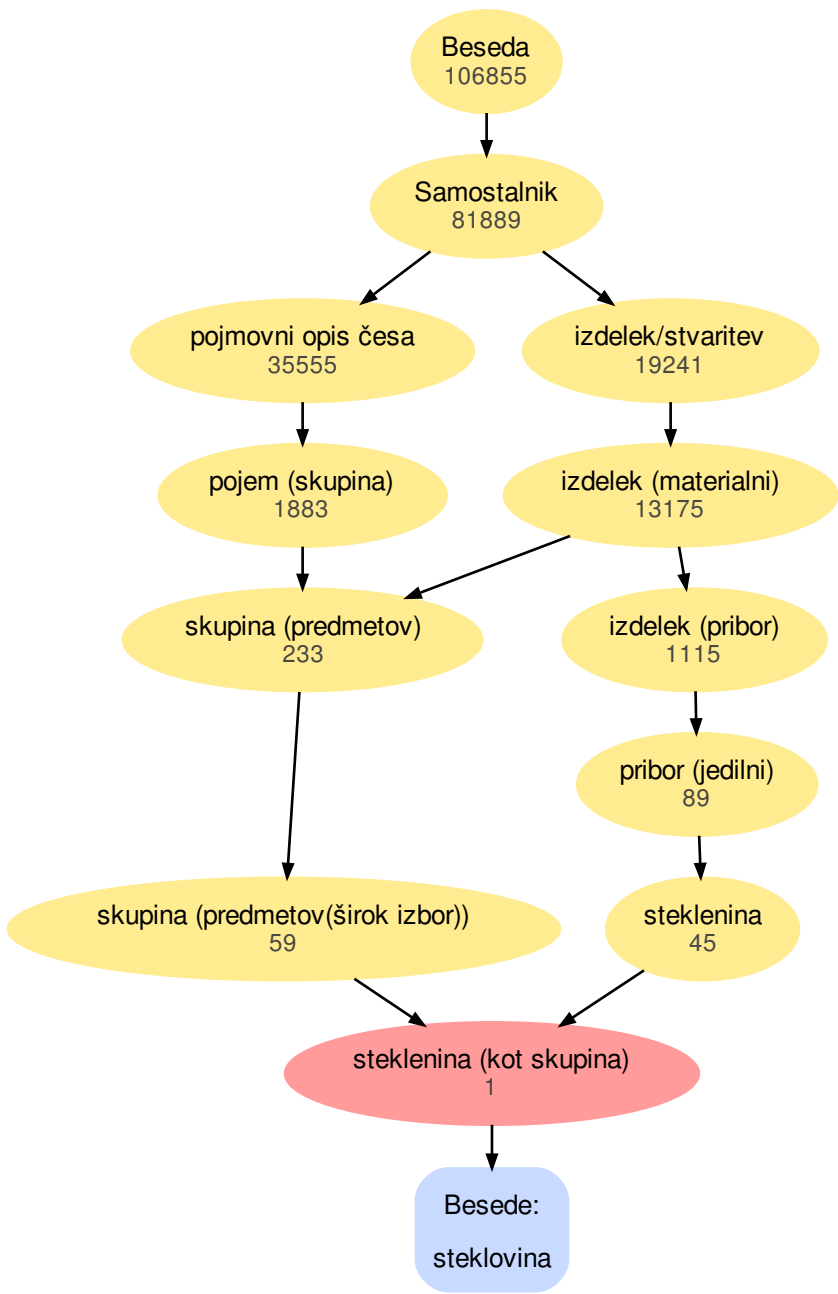 Beseda
106855
Samostalnik
81889
pojmovni opis česa
35555
izdelek/stvaritev
19241
pojem (skupina)
1883
izdelek (materialni)
13175
skupina (predmetov)
233
izdelek (pribor)
1115
pribor (jedilni)
89
skupina (predmetov(širok izbor))
59
steklenina
45
steklenina (kot skupina)
1
Besede:
steklovina